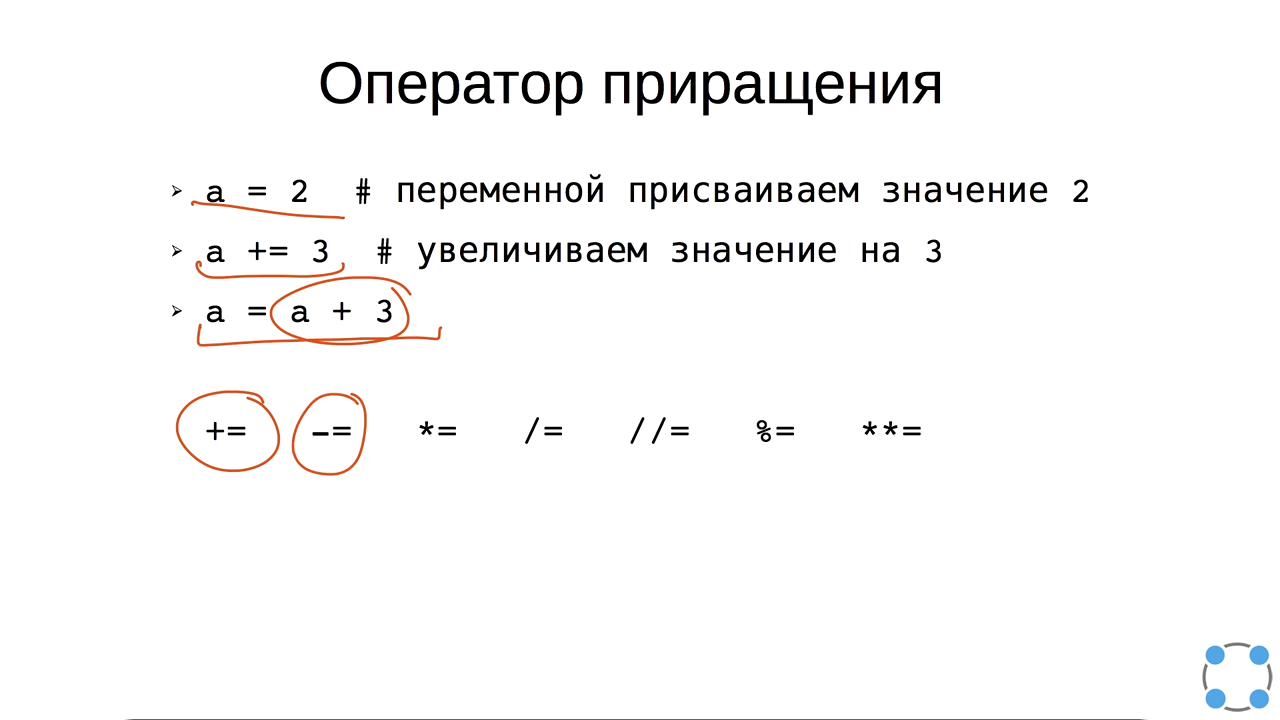 Оператор приращения
➢ a = 2 # переменной присваиваем значение 2
➢ a += 3 # увеличиваем значение на 3
➢ a = a + 3
+= -= *= /= //= %= **=